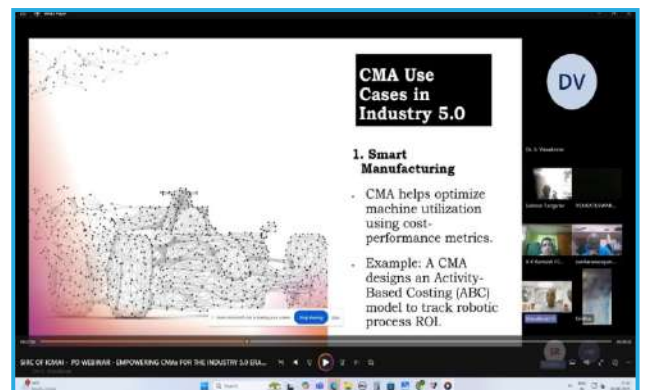 CMA Use
Cases in
Industry 5.0
DV
1. Smart
Manufacturing
CMA helps optimize
machine utilization
using cost-
performance metrics.
Example: A CMA
designs an Activity-
Based Costing (ABC)
model to track robotic
process ROI.
Stop sharing
SIRC OF ICMAI - PD WEBINAR - EMPOWERING CMAs FOR THE INDUSTRY 5.0 ERA...